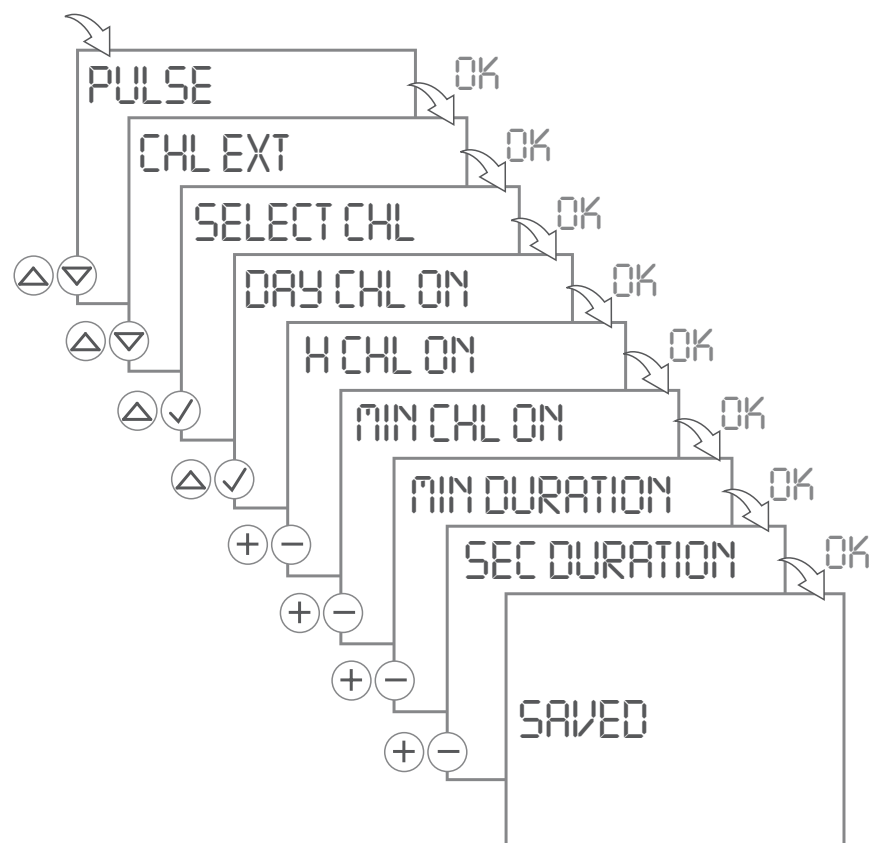 PULSE
OK
CHL EXT
OK
SELECT CHL
OK
DAY CHL ON
OK
H CHL ON
OK
MIN CHL ON
OK
MIN DURATION
OK
SEC DURATION
OK
SAVED